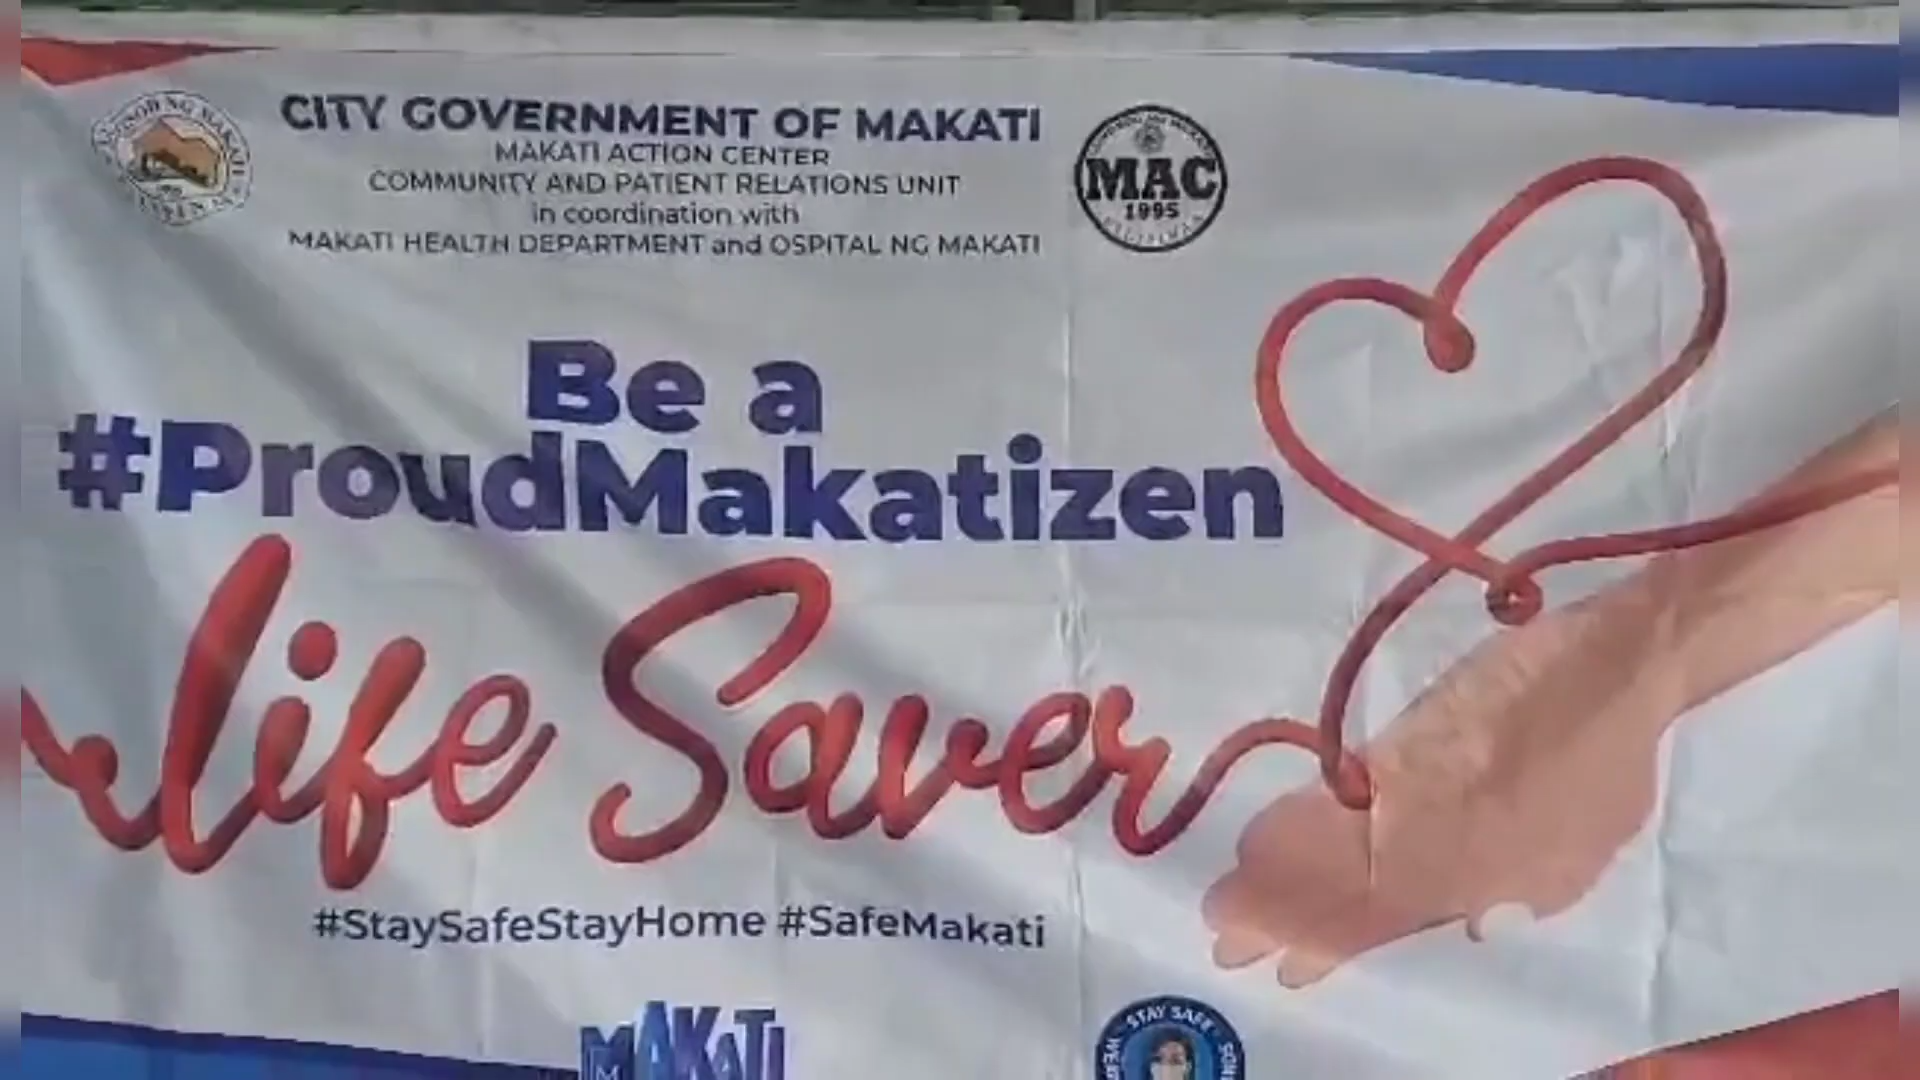 CITY GOVERNMENT OF MAKATI
MAKATI ACTION CENTER
COMMUNITY AND PATIENT RELATIONS UNIT
in coordination with
MAKATI HEALTH DEPARTMENT and OSPITAL NG MAKATI
MAC
1995
Be a
#ProudMakatizen
life Saver
#StaySafeStayHome #SafeMakati
MAKATI
STAY SAFE